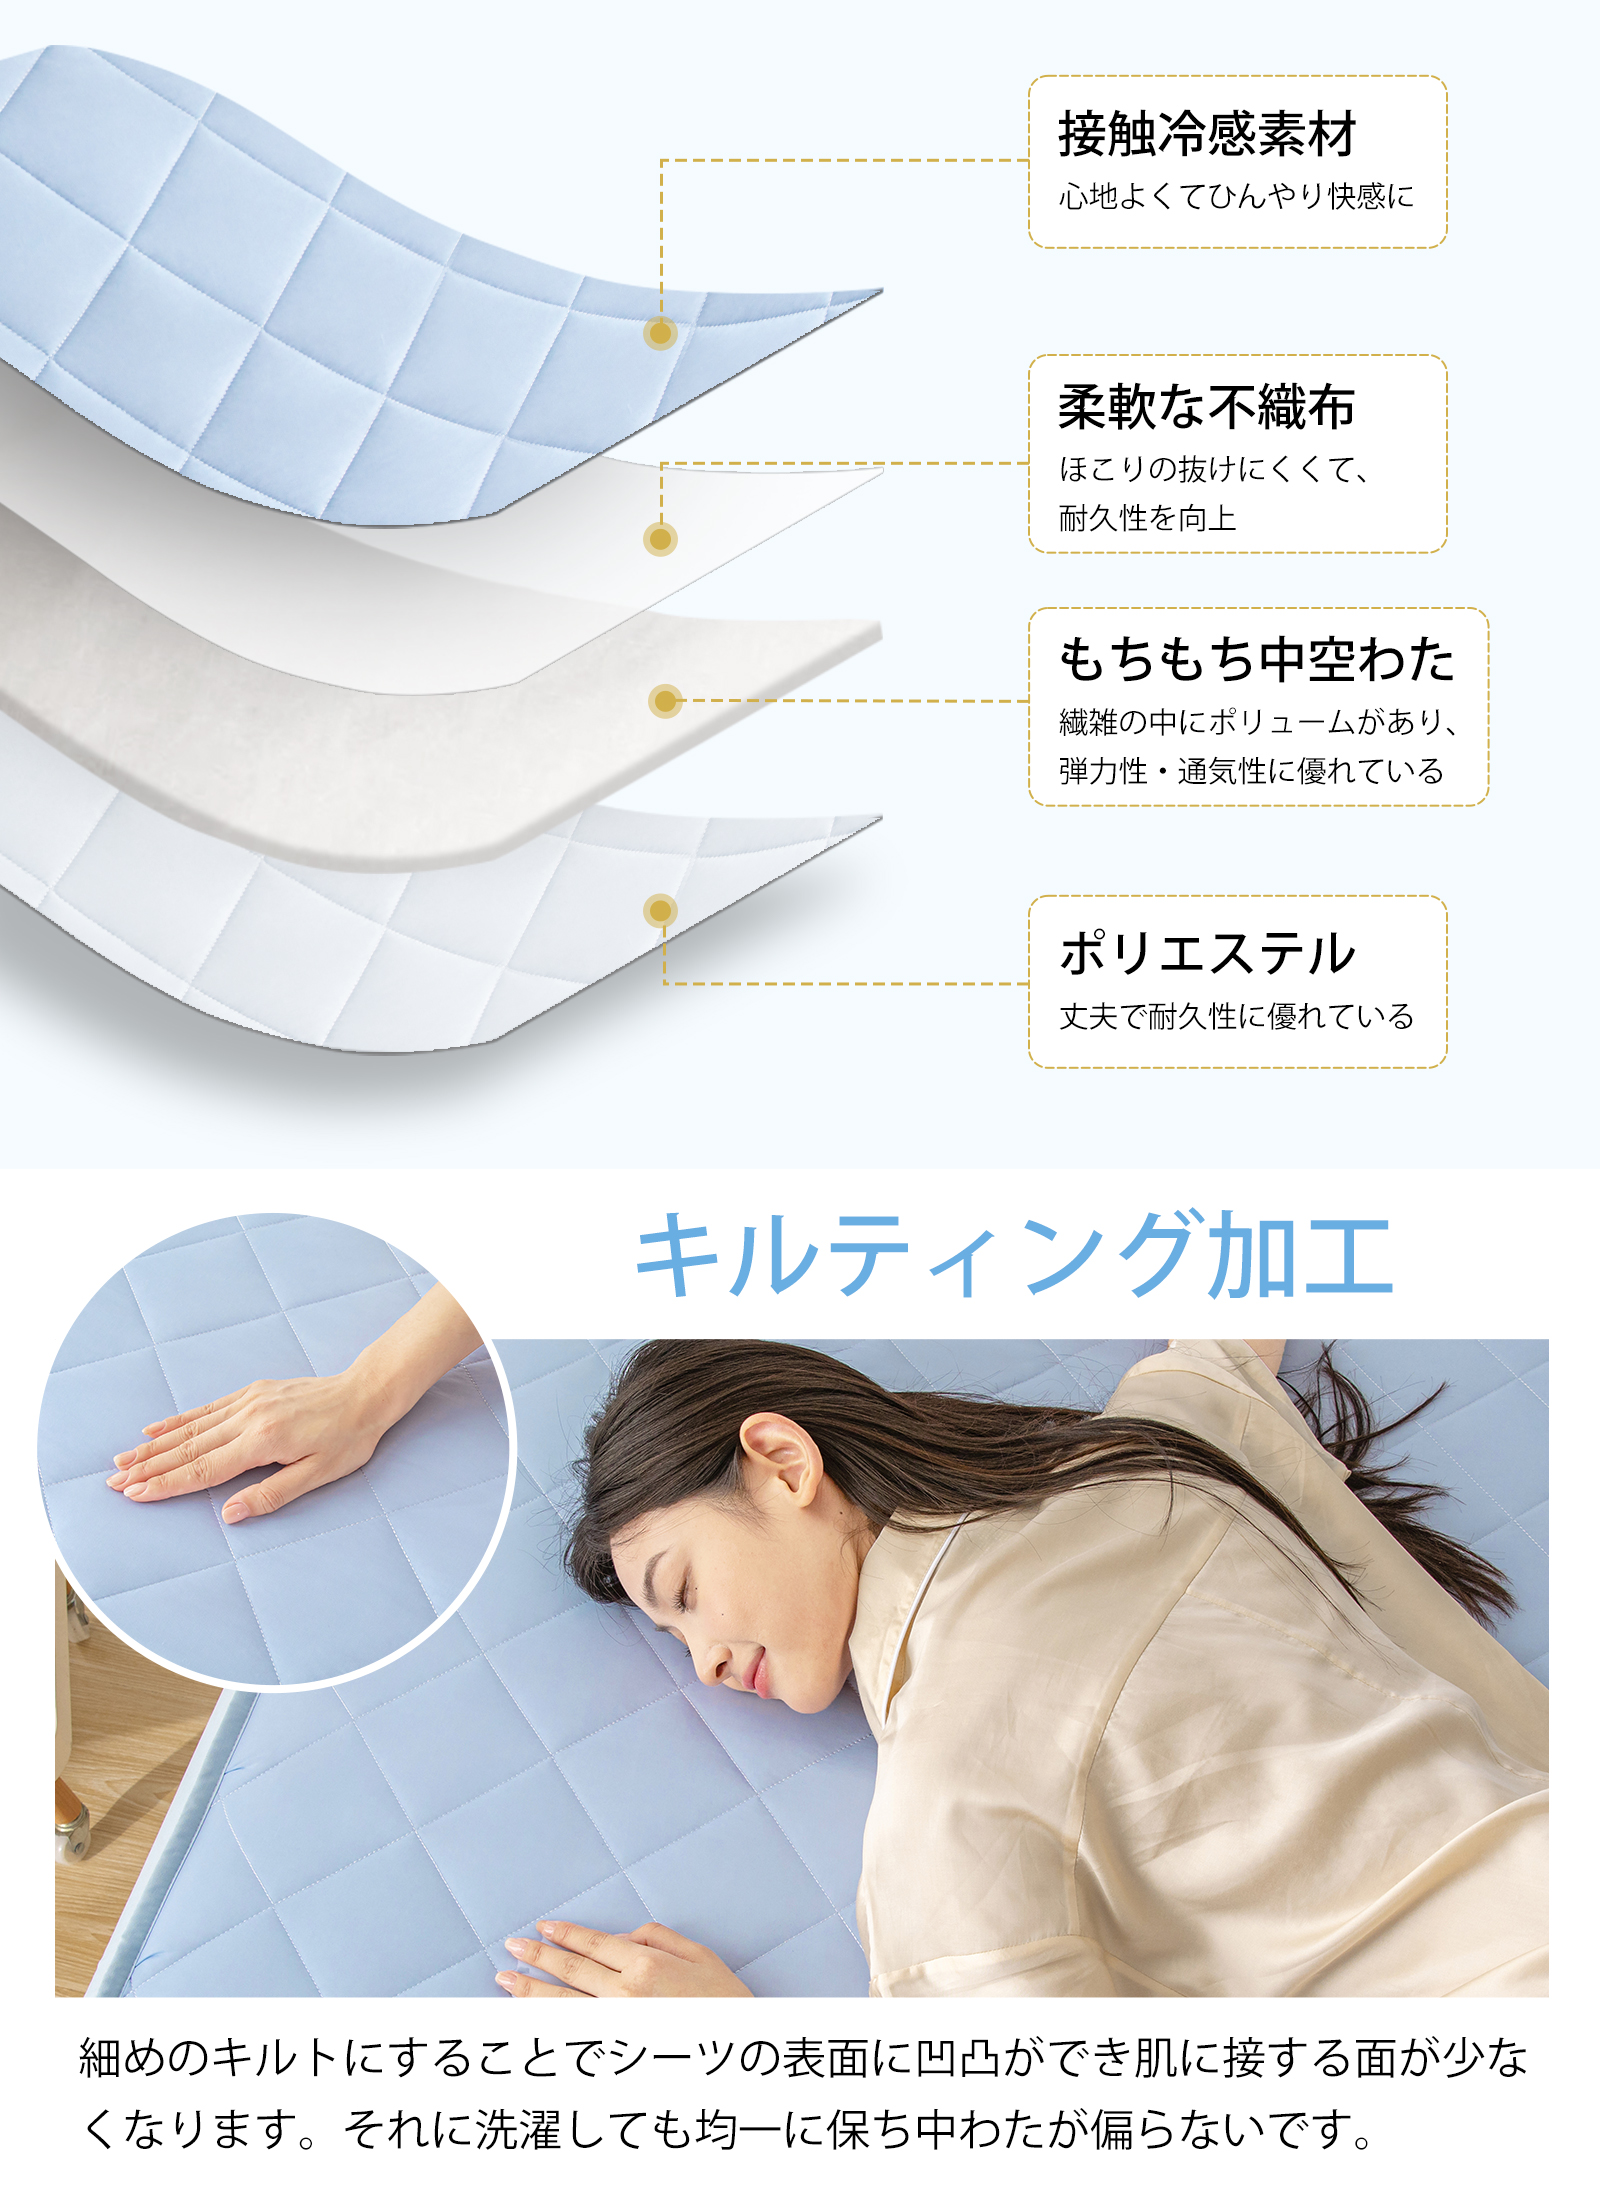 接触冷感素材
心地よくてひんやり快感に
柔軟な不織布
ほこりの抜けにくくて、
耐久性を向上
もちもち中空わた
繊雑の中にポリュームがあり、
弾力性・通気性に優れている
ポリエステル
丈夫で耐久性に優れている
キルティング加工
細めのキルトにすることでシーツの表面に凹凸ができ肌に接する面が少な
くなります。それに洗濯しても均一に保ち中わたが偏らないです。